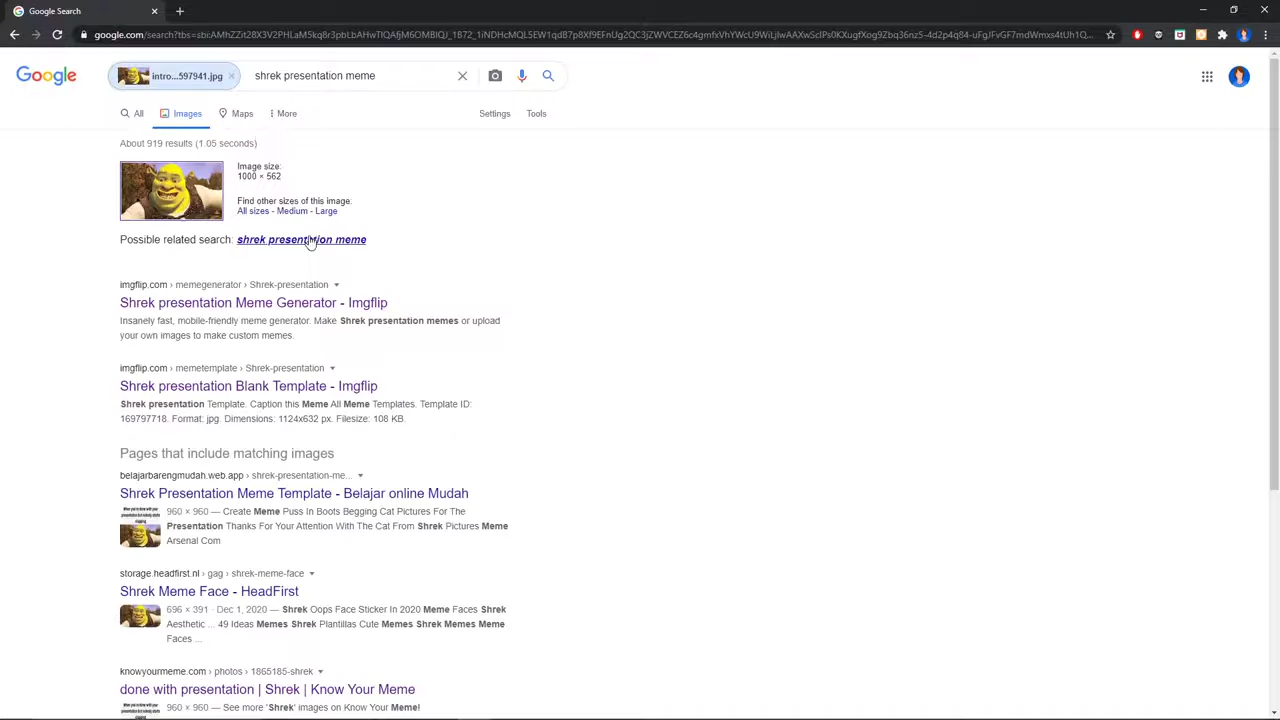 Google Search
google.com/search?tbs=sbi:
Google
intro...597941.jpg
shrek presentation meme
All
Images
Maps
More
Settings
Tools
About 919 results (1.05 seconds)
Image size:
1000 × 562
Find other sizes of this image.
All sizes - Medium - Large
Possible related search: shrek presentation meme
imgflip.com › memegenerator › Shrek-presentation
Shrek presentation Meme Generator - Imgflip
Insanely fast, mobile-friendly meme generator. Make Shrek presentation memes or upload
your own images to make custom memes.
imgflip.com › memetemplate › Shrek-presentation
Shrek presentation Blank Template - Imgflip
Shrek presentation Template. Caption this Meme All Meme Templates. Template ID:
169797718. Format: jpg. Dimensions: 1124x632 px. Filesize: 108 KB.
Pages that include matching images
belajarbarengmudah.web.app › shrek-presentation-me...
Shrek Presentation Meme Template - Belajar online Mudah
960 × 960 — Create Meme Puss In Boots Begging Cat Pictures For The
Presentation Thanks For Your Attention With The Cat From Shrek Pictures Meme
Arsenal Com
storage.headfirst.nl › gag › shrek-meme-face
Shrek Meme Face - HeadFirst
696 × 391 · Dec 1, 2020 — Shrek Oops Face Sticker In 2020 Meme Faces Shrek
Aesthetic ... 49 Ideas Memes Shrek Plantillas Cute Memes Shrek Memes Meme
Faces ...
knowyourmeme.com › photos › 1865185-shrek
done with presentation | Shrek | Know Your Meme
960 × 960 — See more 'Shrek' images on Know Your Meme!